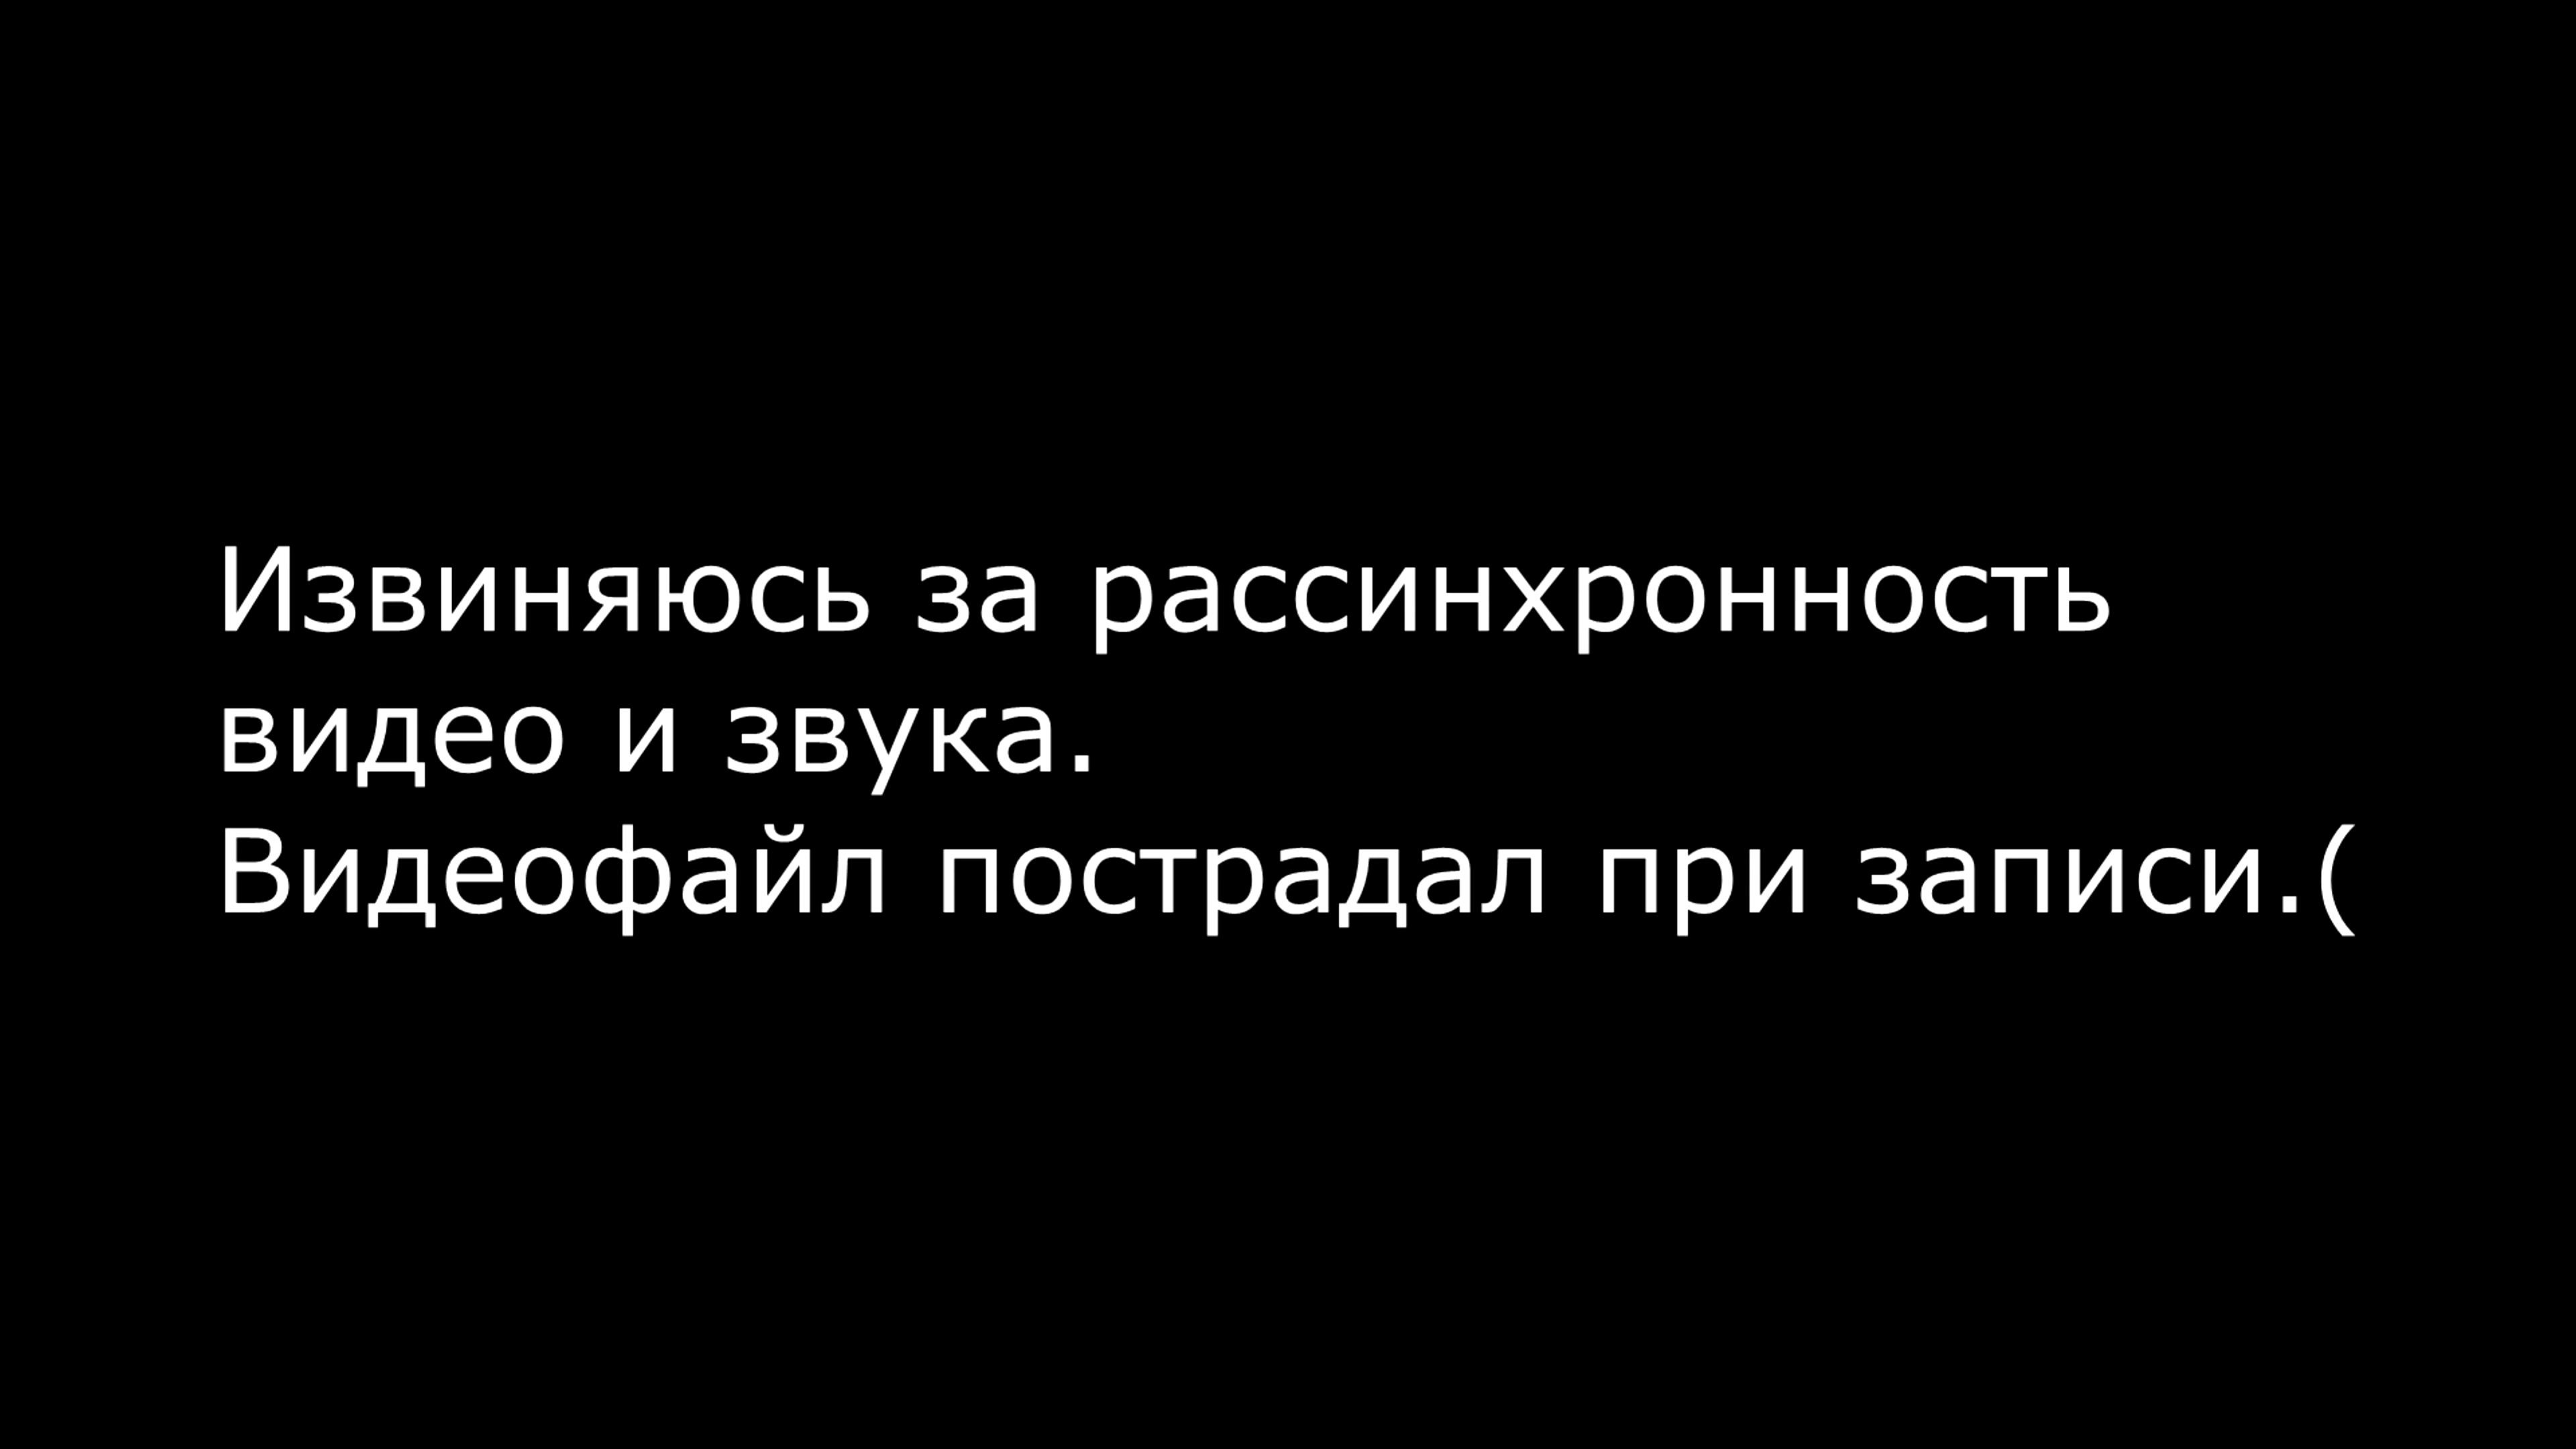 Извиняюсь за рассинхронность
видео и звука.
Видеофайл пострадал при записи.(